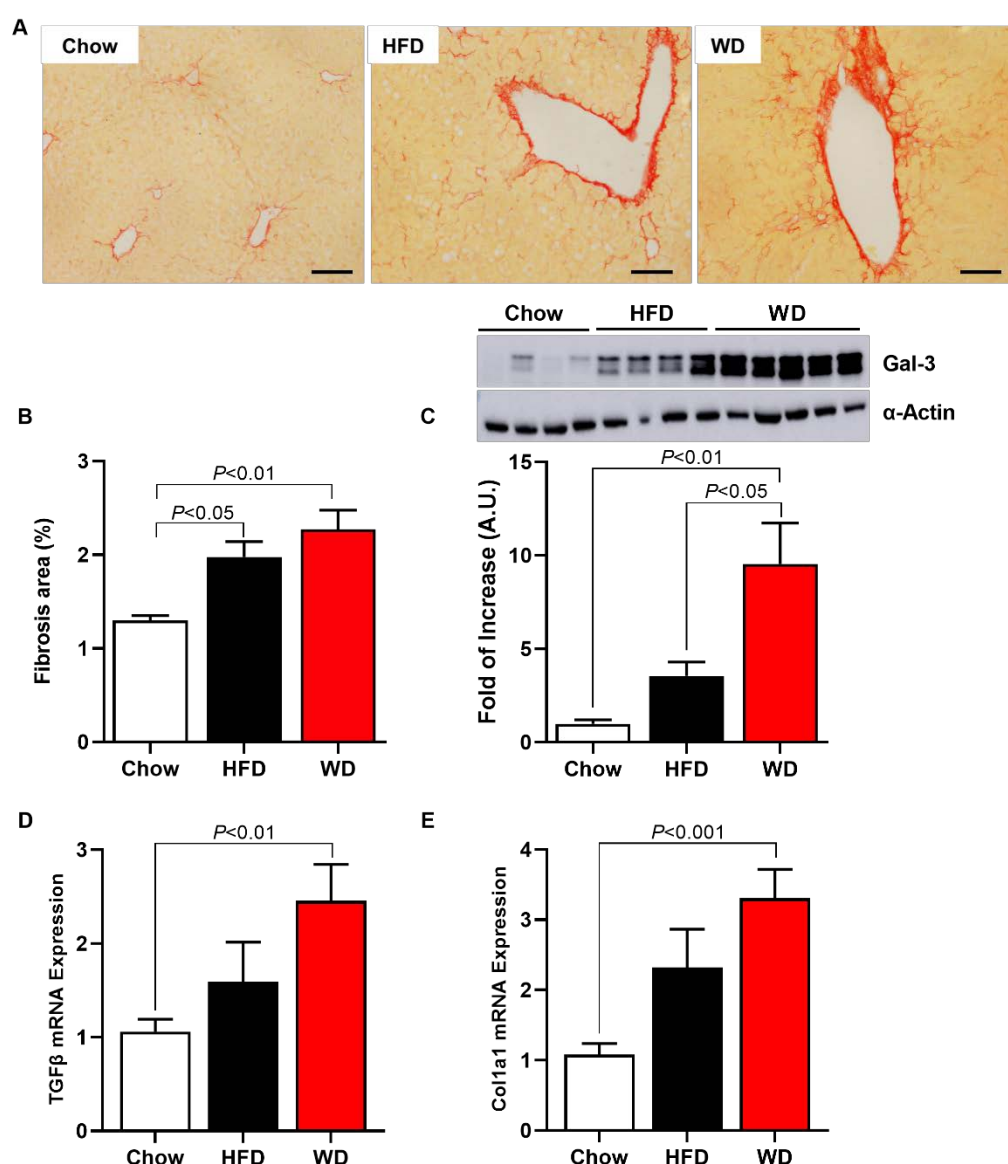 A
Chow
HFD
WD
Chow
HFD
WD
Gal-3
α-Actin
B
Fibrosis area (%)
3
2
1
0
P<0.01
P<0.05
Chow
HFD
WD
C
Fold of Increase (A.U.)
15
10
5
0
P<0.01
P<0.05
Chow
HFD
WD
D
TGFβ mRNA Expression
3
2
1
0
P<0.01
Chow
HFD
WD
E
Col1a1 mRNA Expression
4
3
2
1
0
P<0.001
Chow
HFD
WD